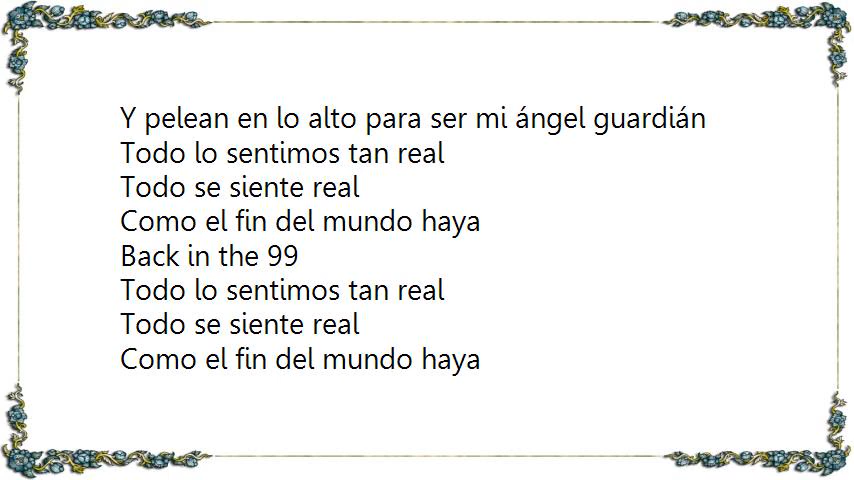 Y pelean en lo alto para ser mi ángel guardián
Todo lo sentimos tan real
Todo se siente real
Como el fin del mundo haya
Back in the 99
Todo lo sentimos tan real
Todo se siente real
Como el fin del mundo haya